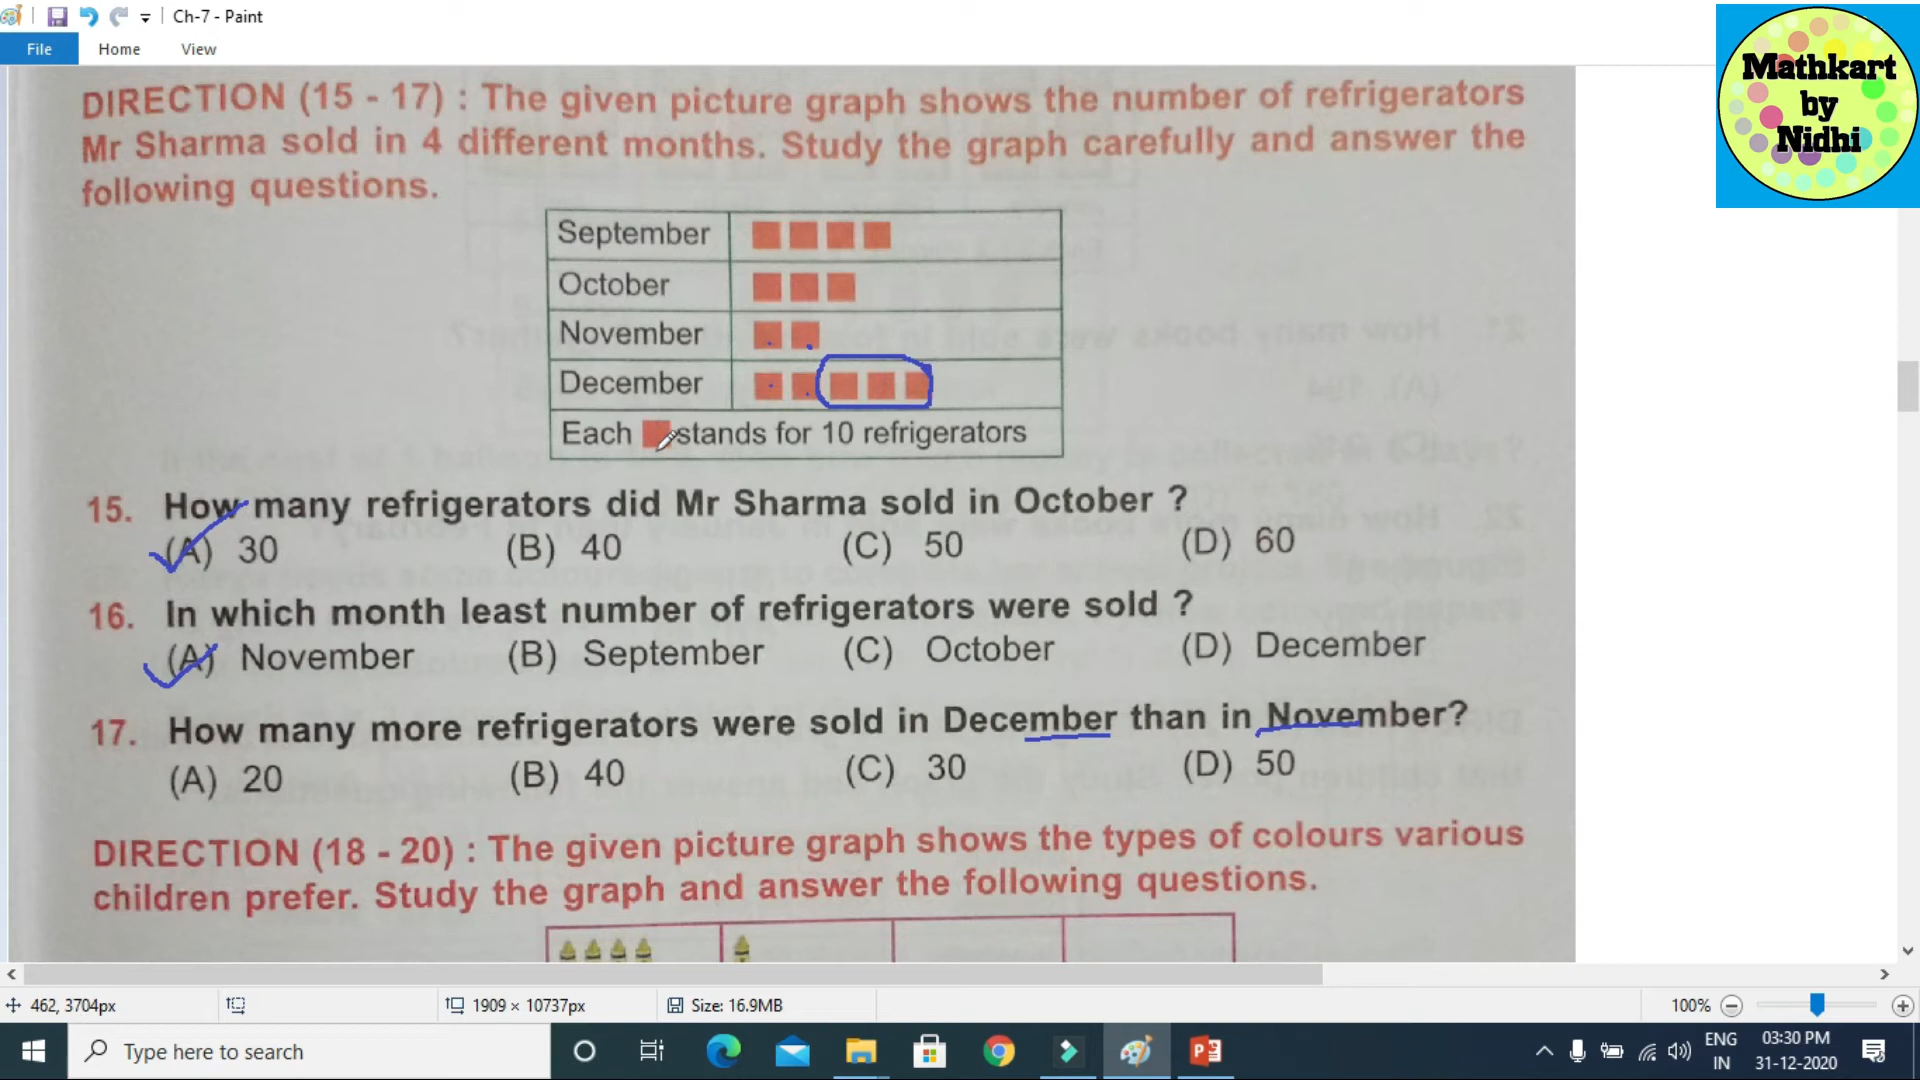 Ch-7 - Paint
File Home View
Mathkart
by
Nidhi
DIRECTION (15 - 17) : The given picture graph shows the number of refrigerators
Mr Sharma sold in 4 different months. Study the graph carefully and answer the
following questions.
September
October
November
December
Each stands for 10 refrigerators
15. How many refrigerators did Mr Sharma sold in October ?
(A) 30 (B) 40 (C) 50 (D) 60
16. In which month least number of refrigerators were sold ?
(A) November (B) September (C) October (D) December
17. How many more refrigerators were sold in December than in November?
(A) 20 (B) 40 (C) 30 (D) 50
DIRECTION (18 - 20) : The given picture graph shows the types of colours various
children prefer. Study the graph and answer the following questions.
462, 3704px 1909 × 10737px Size: 16.9MB 100%
Type here to search
ENG 03:30 PM
IN 31-12-2020